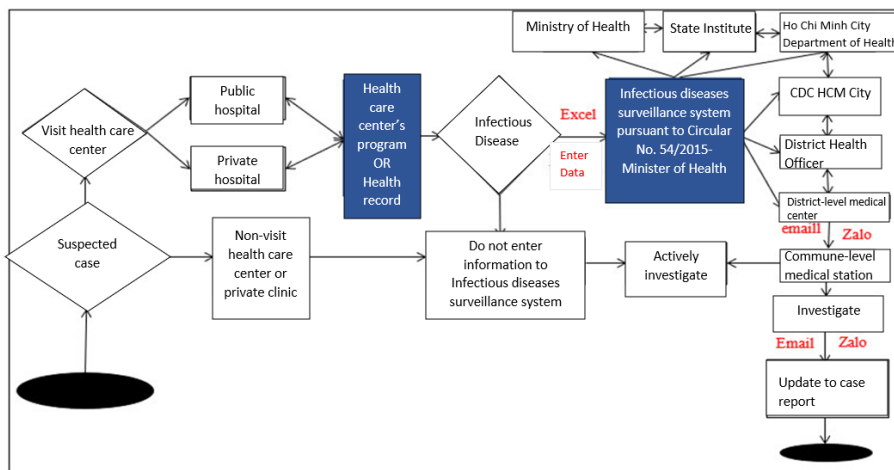 Ministry of Health
State Institute
Ho Chi Minh City
Department of Health
Public
hospital
Health
care
center's
program
OR
Health
record
Infectious
Disease
Excel
Enter
Data
Infectious diseases
surveillance system
pursuant to Circular
No. 54/2015-
Minister of Health
CDC HCM City
Visit health care
center
Private
hospital
District Health
Officer
District-level medical
center
emaill
Zalo
Suspected
case
Non-visit
health care
center or
private clinic
Do not enter
information to
Infectious diseases
surveillance system
Actively
investigate
Commune-level
medical station
Investigate
Email
Zalo
Update to case
report